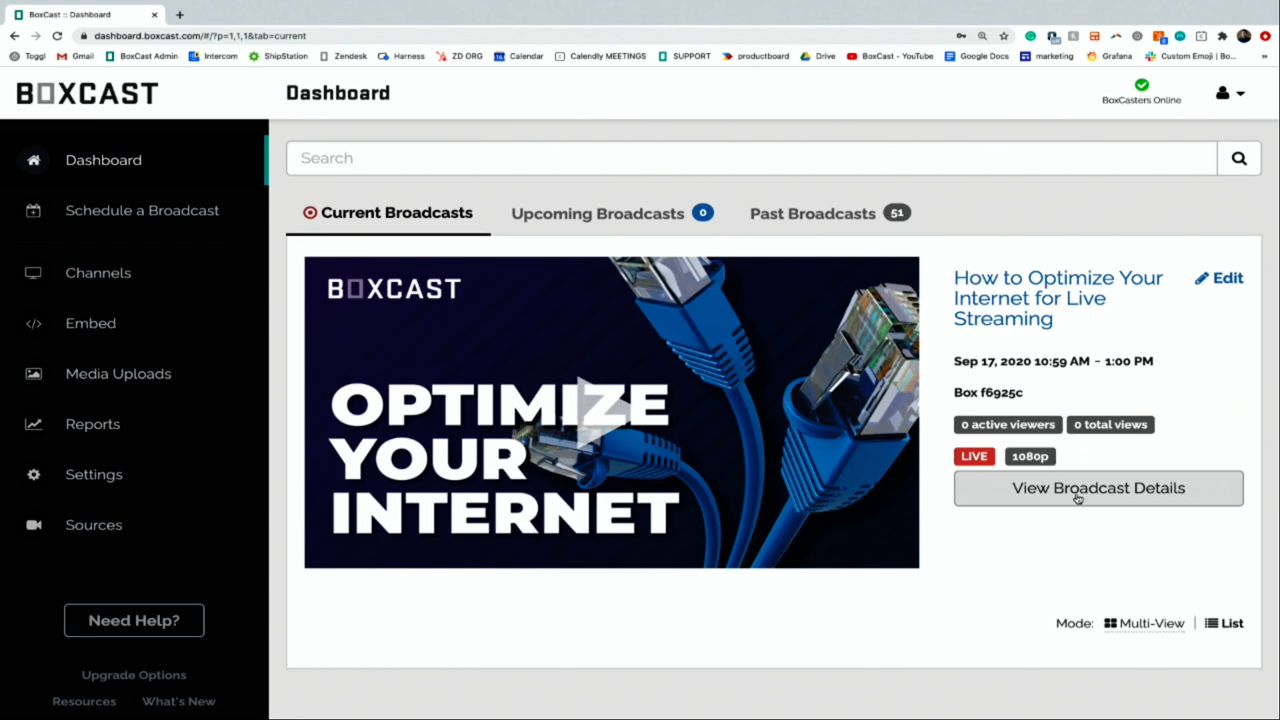 BoxCast :: Dashboard
dashboard.boxcast.com/#/?p=1,1,1&tab=current
Toggl Gmail BoxCast Admin Intercom ShipStation Zendesk Harness ZD ORG Calendar Calendly MEETINGS SUPPORT productboard Drive BoxCast - YouTube Google Docs marketing Grafana Custom Emoji | Bo...
BOXCAST
Dashboard
BoxCasters Online
Dashboard
Schedule a Broadcast
Channels
Embed
Media Uploads
Reports
Settings
Sources
Need Help?
Upgrade Options
Resources What's New
Search
Current Broadcasts Upcoming Broadcasts 0 Past Broadcasts 51
BOXCAST
OPTIMIZE
YOUR
INTERNET
How to Optimize Your
Internet for Live
Streaming
Edit
Sep 17, 2020 10:59 AM - 1:00 PM
Box f6925c
0 active viewers 0 total views
LIVE 1080p
View Broadcast Details
Mode: Multi-View | List